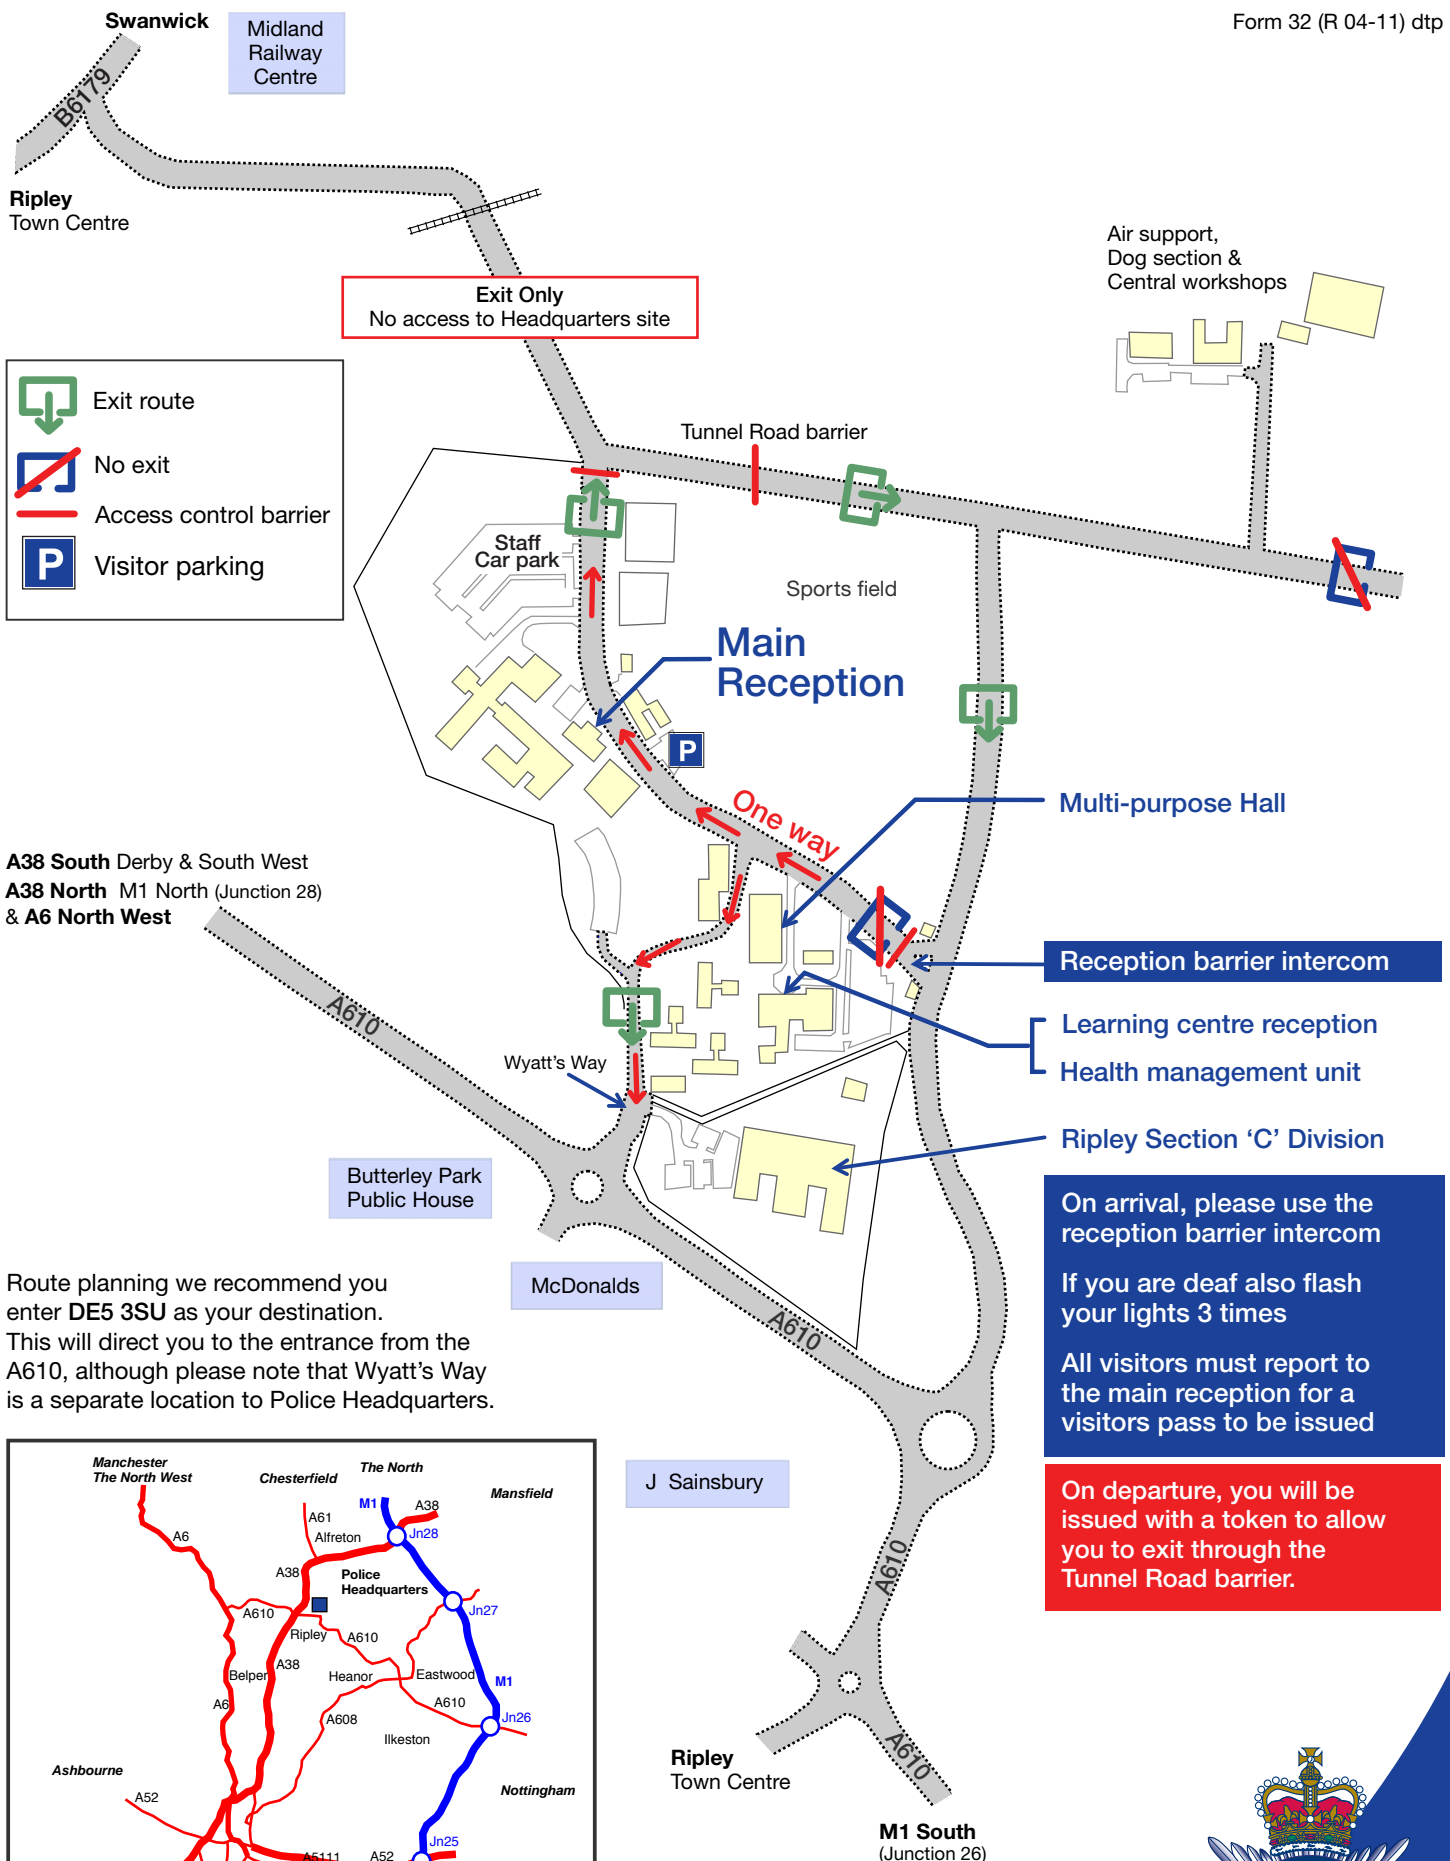 Swanwick
Midland
Railway
Centre
Form 32 (R 04-11) dtp
B6179
Ripley
Town Centre
Exit Only
No access to Headquarters site
Air support,
Dog section &
Central workshops
Exit route
No exit
Access control barrier
P
Visitor parking
Tunnel Road barrier
Staff
Car park
Sports field
Main
Reception
P
One way
Multi-purpose Hall
A38 South Derby & South West
A38 North M1 North (Junction 28)
& A6 North West
A610
Reception barrier intercom
Learning centre reception
Health management unit
Wyatt's Way
Ripley Section 'C' Division
Butterley Park
Public House
McDonalds
A610
On arrival, please use the
reception barrier intercom
If you are deaf also flash
your lights 3 times
All visitors must report to
the main reception for a
visitors pass to be issued
Route planning we recommend you
enter DE5 3SU as your destination.
This will direct you to the entrance from the
A610, although please note that Wyatt's Way
is a separate location to Police Headquarters.
J Sainsbury
On departure, you will be
issued with a token to allow
you to exit through the
Tunnel Road barrier.
A610
Ripley
Town Centre
A610
M1 South
(Junction 26)
Manchester
The North West
Chesterfield
The North
Mansfield
M1
A38
A61
Alfreton
Jn28
A6
A38
Police
Headquarters
Jn27
A610
Ripley
A610
Belper
A38
Heanor
Eastwood
M1
A6
A610
A608
Jn26
Ilkeston
Ashbourne
Nottingham
A52
Jn25
A5111
A52